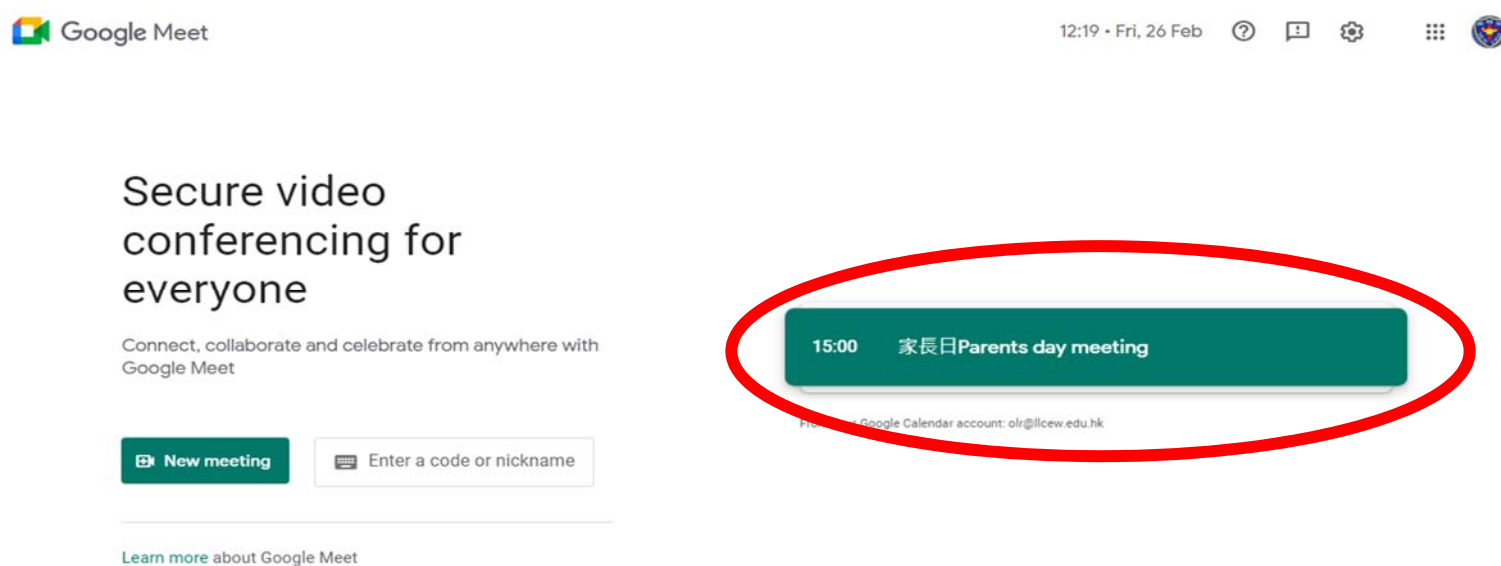 Google Meet
12:19 • Fri, 26 Feb
Secure video
conferencing for
everyone
Connect, collaborate and celebrate from anywhere with
Google Meet
New meeting
Enter a code or nickname
Learn more about Google Meet
15:00 家長日Parents day meeting
Google Calendar account: olr@llcew.edu.hk